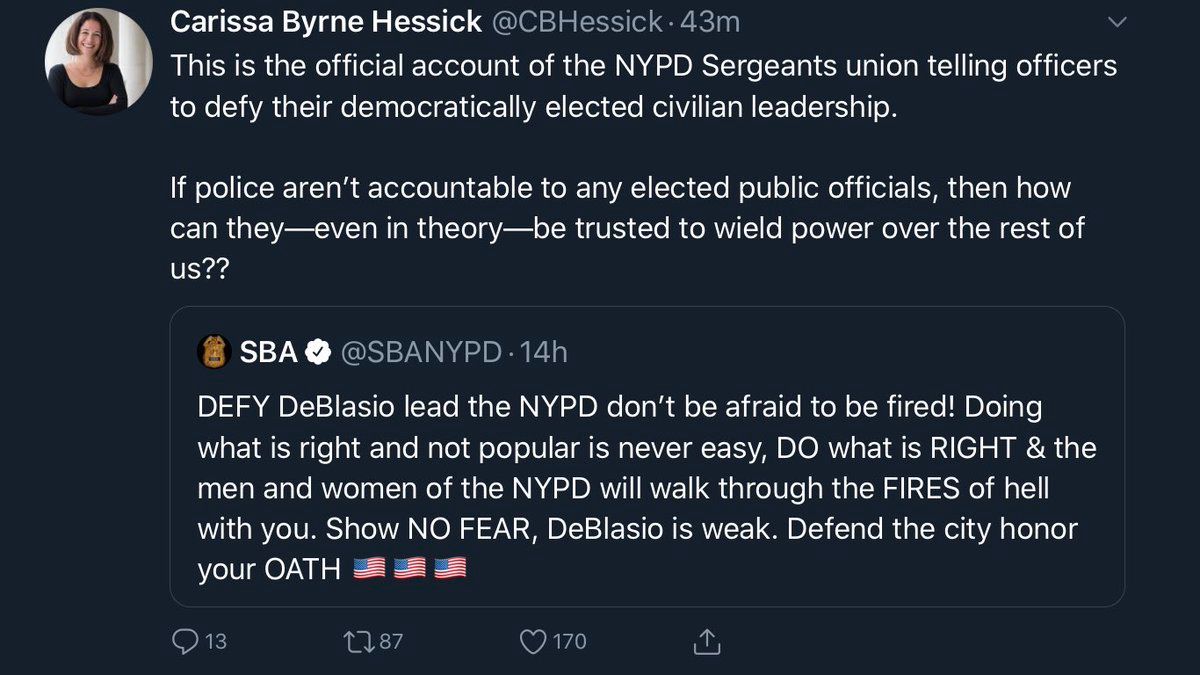 Carissa Byrne Hessick @CBHessick · 43m
This is the official account of the NYPD Sergeants union telling officers
to defy their democratically elected civilian leadership.
If police aren’t accountable to any elected public officials, then how
can they—even in theory—be trusted to wield power over the rest of
us??
SBA @SBANYPD · 14h
DEFY DeBlasio lead the NYPD don’t be afraid to be fired! Doing
what is right and not popular is never easy, DO what is RIGHT & the
men and women of the NYPD will walk through the FIRES of hell
with you. Show NO FEAR, DeBlasio is weak. Defend the city honor
your OATH 🇺🇸 🇺🇸 🇺🇸
13 87 170